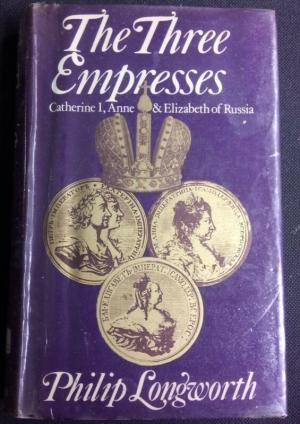 The Three
Empresses
Catherine I, Anne & Elizabeth of Russia
Philip Longworth